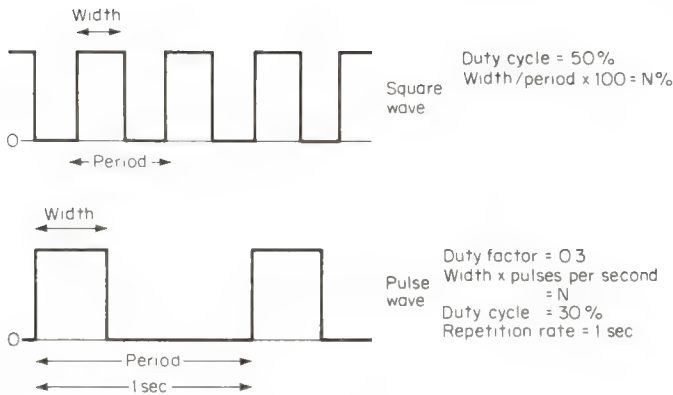 Width
Duty cycle = 50%
Width/period x 100 = N%
Square
wave
0
Period
Width
Duty factor = 0 3
Width x pulses per second
= N
Pulse
wave
Duty cycle = 30%
Repetition rate = 1 sec
0
Period
1 sec